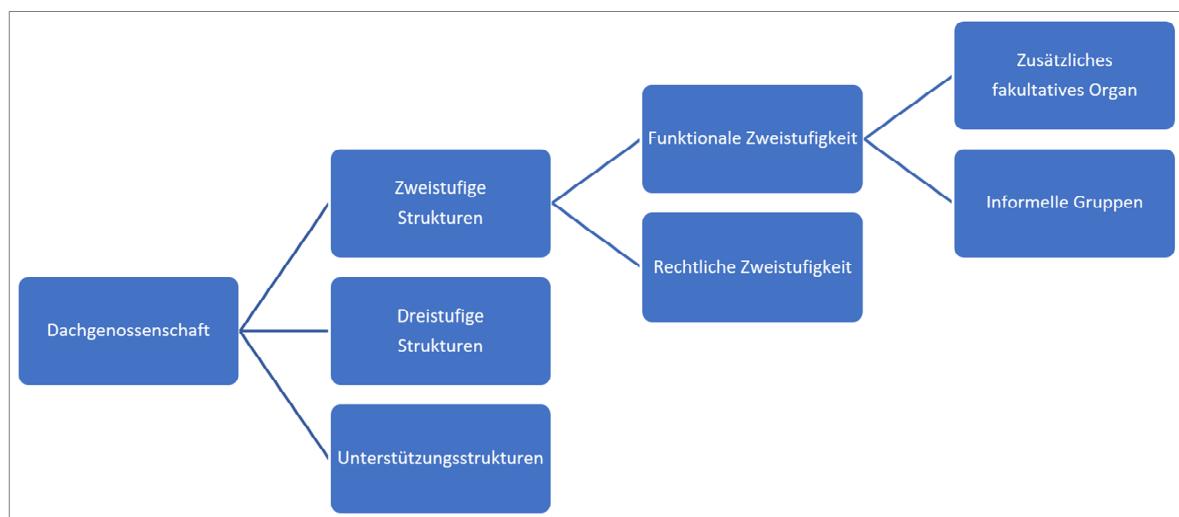 Dachgenossenschaft
Zweistufige
Strukturen
Dreistufige
Strukturen
Unterstützungsstrukturen
Funktionale Zweistufigkeit
Rechtliche Zweistufigkeit
Zusätzliches
fakultatives Organ
Informelle Gruppen